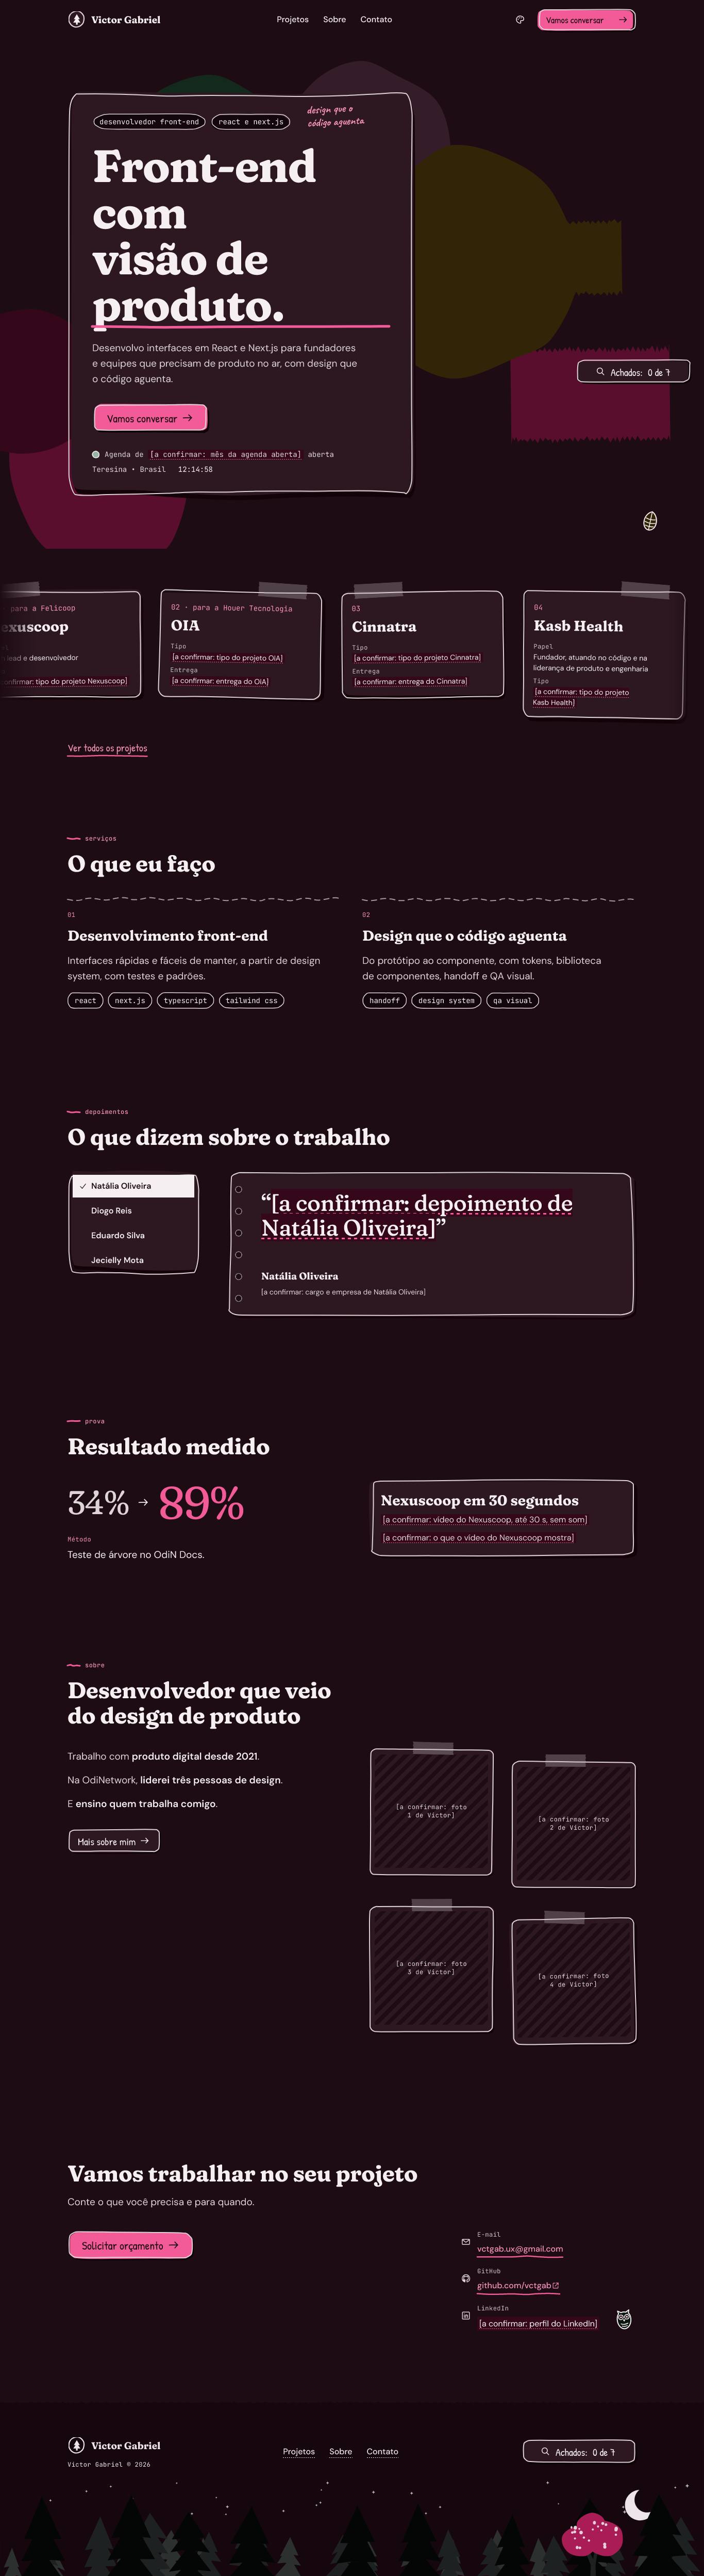 Victor Gabriel
Projetos Sobre Contato
Vamos conversar
desenvolvedor front-end
react e next.js
design que o
código aguenta
Front-end
com
visão de
produto.
Desenvolvo interfaces em React e Next.js para fundadores
e equipes que precisam de produto no ar, com design que
o código aguenta.
Vamos conversar
Agenda de [a confirmar: mês da agenda aberta] aberta
Teresina • Brasil 12:14:58
Achados: 0 de 7
para a Felicoop
exuscoop
e desenvolvedor
onfirmar: tipo do projeto Nexuscoop]
02 · para a Houer Tecnologia
OIA
Tipo
[a confirmar: tipo do projeto OIA]
Entrega
[a confirmar: entrega do OIA]
03
Cinnatra
Tipo
[a confirmar: tipo do projeto Cinnatra]
Entrega
[a confirmar: entrega do Cinnatra]
04
Kasb Health
Papel
Fundador, atuando no código e na
liderança de produto e engenharia
Tipo
[a confirmar: tipo do projeto
Kasb Health]
Ver todos os projetos
serviços
O que eu faço
01
Desenvolvimento front-end
Interfaces rápidas e fáceis de manter, a partir de design
system, com testes e padrões.
react
next.js
typescript
tailwind css
02
Design que o código aguenta
Do protótipo ao componente, com tokens, biblioteca
de componentes, handoff e QA visual.
handoff
design system
qa visual
depoimentos
O que dizem sobre o trabalho
Natália Oliveira
Diogo Reis
Eduardo Silva
Jecielly Mota
“[a confirmar: depoimento de
Natália Oliveira]”
Natália Oliveira
[a confirmar: cargo e empresa de Natália Oliveira]
prova
Resultado medido
34% → 89%
Método
Teste de árvore no OdiN Docs.
Nexuscoop em 30 segundos
[a confirmar: vídeo do Nexuscoop, até 30 s, sem som]
[a confirmar: o que o vídeo do Nexuscoop mostra]
sobre
Desenvolvedor que veio
do design de produto
Trabalho com produto digital desde 2021.
Na OdiNetwork, liderei três pessoas de design.
E ensino quem trabalha comigo.
Mais sobre mim
[a confirmar: foto
1 de Victor]
[a confirmar: foto
2 de Victor]
[a confirmar: foto
3 de Victor]
[a confirmar: foto
4 de Victor]
Vamos trabalhar no seu projeto
Conte o que você precisa e para quando.
Solicitar orçamento
E-mail
vctgab.ux@gmail.com
GitHub
github.com/vctgab
LinkedIn
[a confirmar: perfil do LinkedIn]
Victor Gabriel
Victor Gabriel © 2026
Projetos Sobre Contato
Achados: 0 de 7